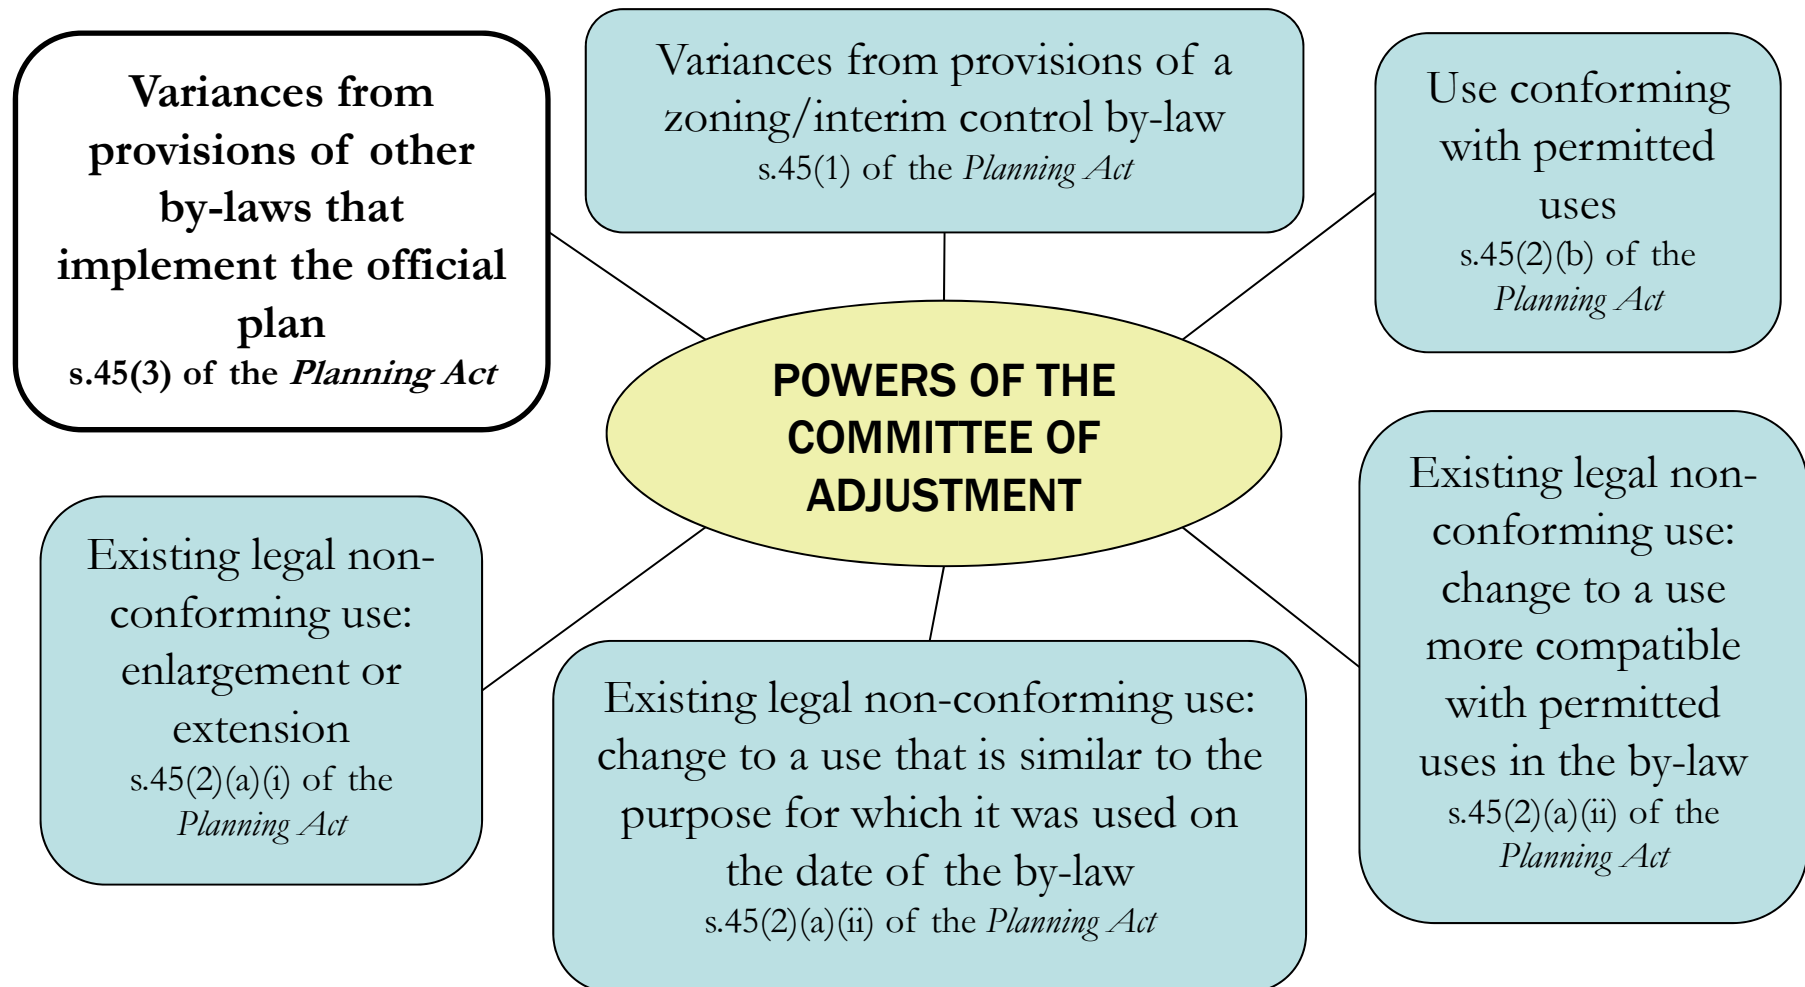 Variances from
provisions of other
by-laws that
implement the official
plan
s.45(3) of the Planning Act
Variances from provisions of a
zoning/interim control by-law
s.45(1) of the Planning Act
Use conforming
with permitted
uses
s.45(2)(b) of the
Planning Act
POWERS OF THE
COMMITTEE OF
ADJUSTMENT
Existing legal non-
conforming use:
enlargement or
extension
s.45(2)(a)(i) of the
Planning Act
Existing legal non-conforming use:
change to a use that is similar to the
purpose for which it was used on
the date of the by-law
s.45(2)(a)(ii) of the Planning Act
Existing legal non-
conforming use:
change to a use
more compatible
with permitted
uses in the by-law
s.45(2)(a)(ii) of the
Planning Act